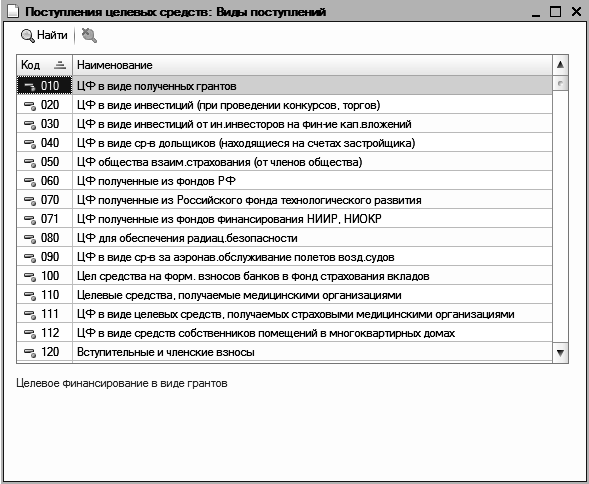 Поступления целевых средств: Виды поступлений
Найти
Код Наименование
010 ЦФ в виде полученных грантов
020 ЦФ в виде инвестиций (при проведении конкурсов, торгов)
030 ЦФ в виде инвестиций от ин.инвесторов на фин-ие кап.вложений
040 ЦФ в виде ср-в дольщиков (находящиеся на счетах застройщика)
050 ЦФ общества взаим.страхования (от членов общества)
060 ЦФ полученные из фондов РФ
070 ЦФ полученные из Российского Фонда технологического развития
071 ЦФ полученные из фондов финансирования НИИР, НИОКР
080 ЦФ для обеспечения радиац.безопасности
090 ЦФ в виде ср-в за аэронав.обслуживание полетов возд.судов
100 Цел средства на Форм. взносов банков в Фонд страхования вкладов
110 Целевые средства, получаемые медицинскими организациями
111 ЦФ в виде целевых средств, получаемых страховыми медицинскими организациями
112 ЦФ в виде средств собственников помещений в многоквартирных домах
120 Вступительные и членские взносы
Целевое финансирование в виде грантов